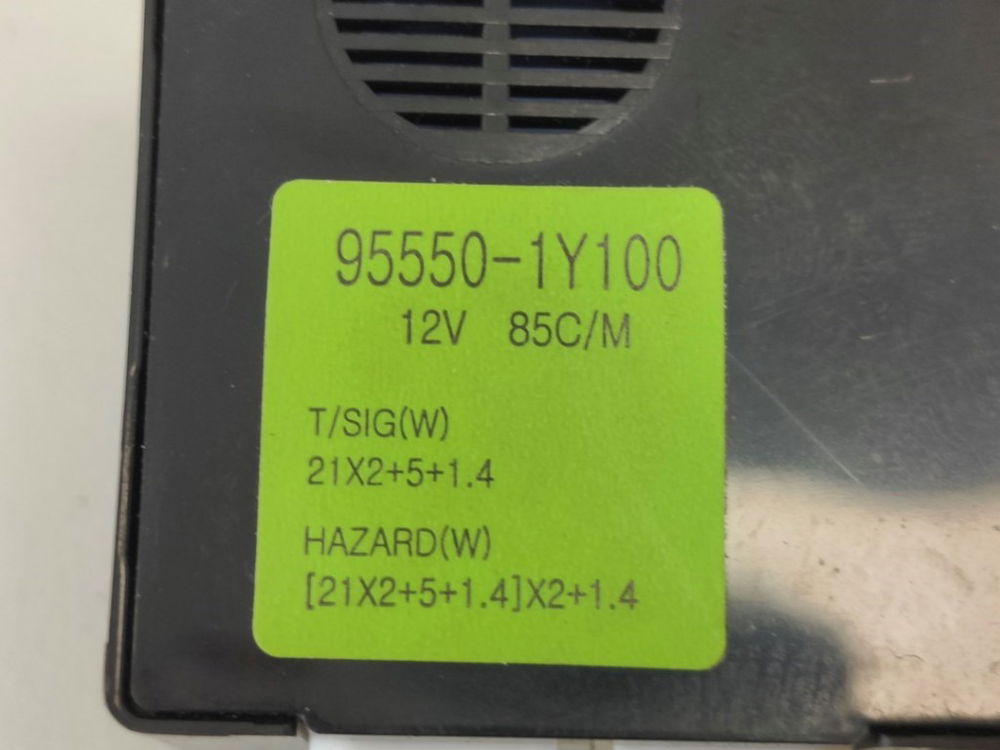 95550-1Y100
12V 85C/M
T/SIG(W)
21X2+5+1.4
HAZARD(W)
[21X2+5+1.4]X2+1.4